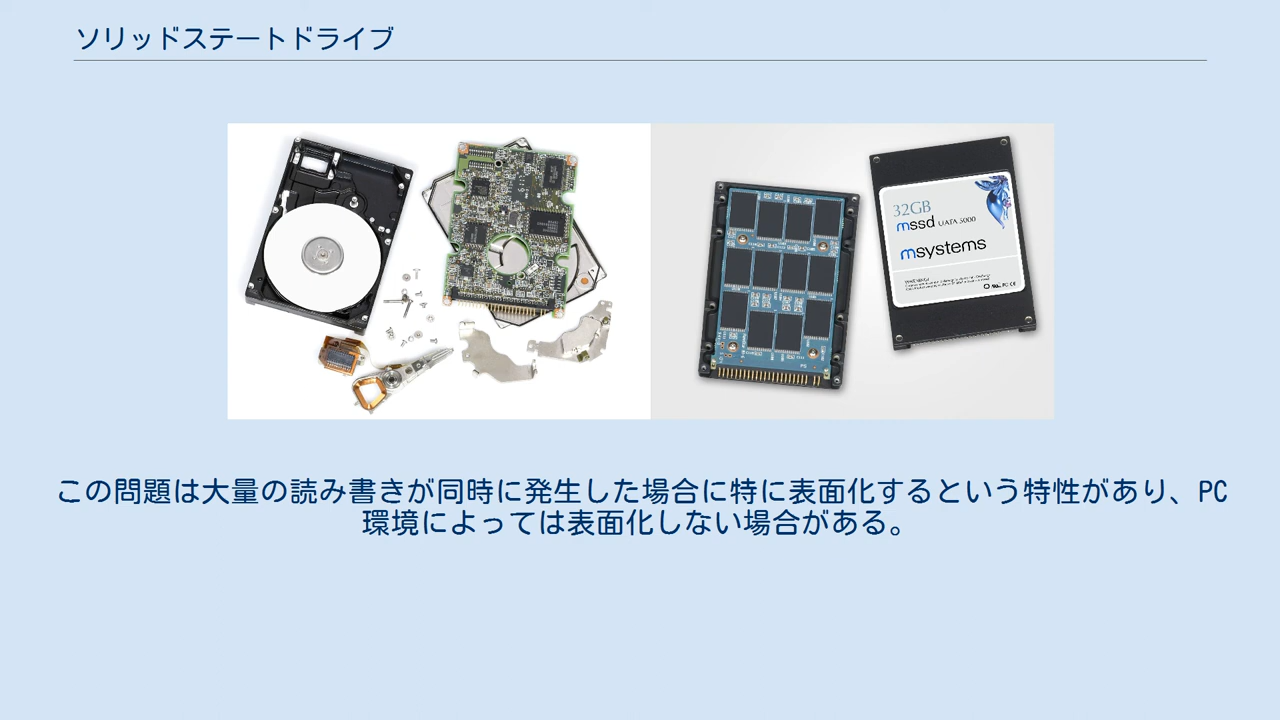 ソリッドステートドライブ
32GB
mssd UATA 5000
msystems
この問題は大量の読み書きが同時に発生した場合に特に表面化するという特性があり、PC
環境によっては表面化しない場合がある。